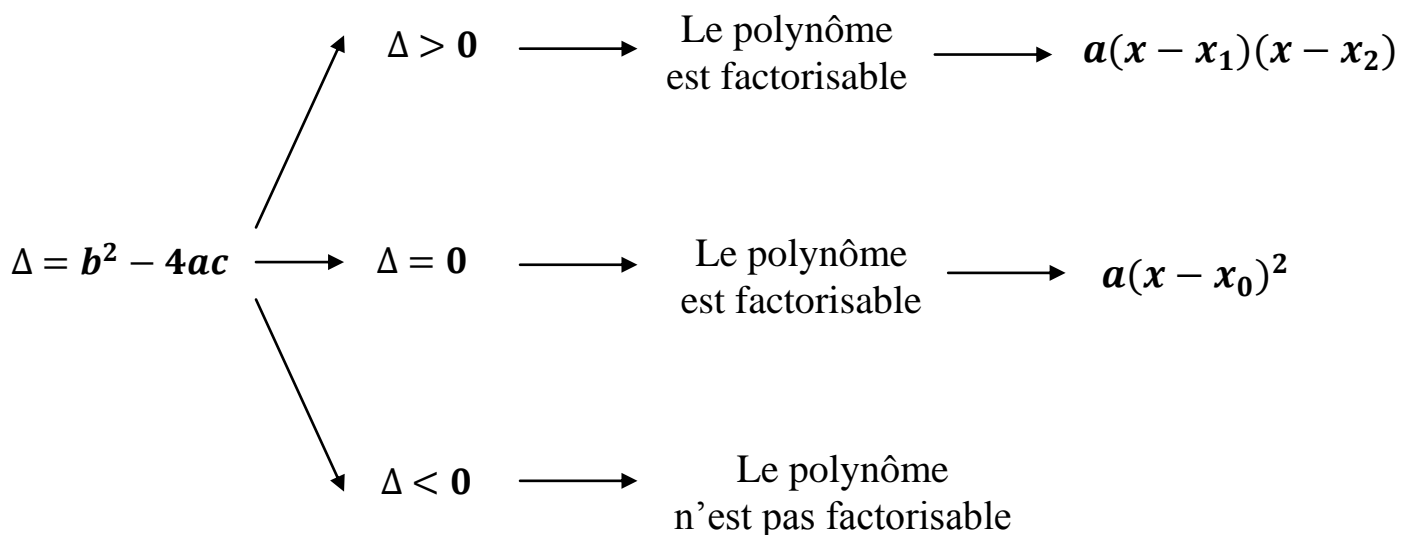 Δ > 0
Le polynôme
est factorisable
a(x − x₁)(x − x₂)
Δ = b² − 4ac
Δ = 0
Le polynôme
est factorisable
a(x − x₀)²
Δ < 0
Le polynôme
n’est pas factorisable